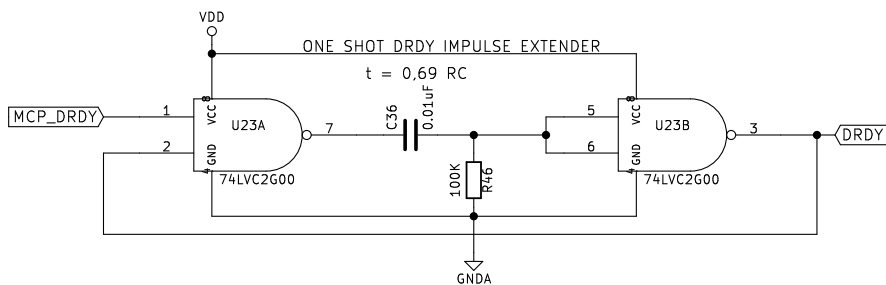 VDD
ONE SHOT DRDY IMPULSE EXTENDER
t = 0,69 RC
MCP_DRDY
1
2
8
VCC
U23A
GND
4
74LVC2G00
7
C36
0.01uF
100K
R46
5
6
8
VCC
U23B
GND
4
74LVC2G00
3
DRDY
GNDA